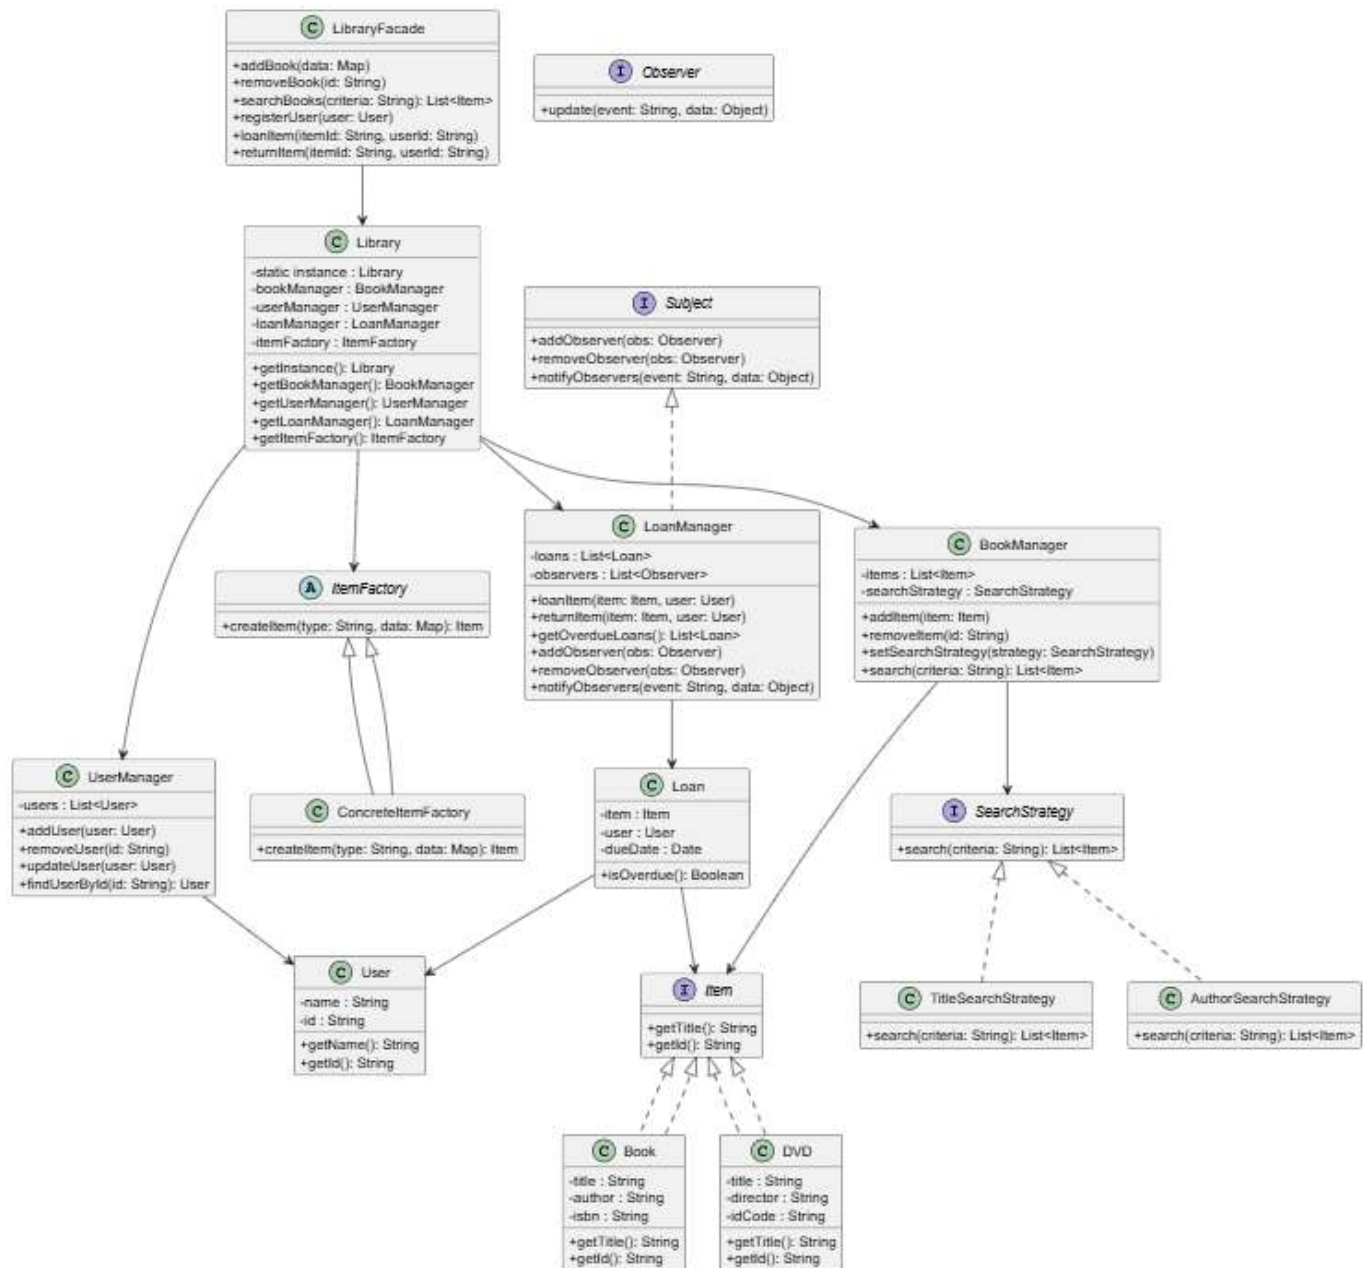 C LibraryFacade
+addBook(data: Map)
+removeBook(id: String)
+searchBooks(criteria: String): List<Item>
+registerUser(user: User)
+loanItem(itemId: String, userId: String)
+returnItem(itemId: String, userId: String)
I Observer
+update(event: String, data: Object)
C Library
-static instance : Library
-bookManager : BookManager
-userManager : UserManager
-loanManager : LoanManager
-itemFactory : ItemFactory
+getInstance(): Library
+getBookManager(): BookManager
+getUserManager(): UserManager
+getLoanManager(): LoanManager
+getItemFactory(): ItemFactory
I Subject
+addObserver(obs: Observer)
+removeObserver(obs: Observer)
+notifyObservers(event: String, data: Object)
A ItemFactory
+createItem(type: String, data: Map): Item
C LoanManager
-loans : List<Loan>
-observers : List<Observer>
+loanItem(item: Item, user: User)
+returnItem(item: Item, user: User)
+getOverdueLoans(): List<Loan>
+addObserver(obs: Observer)
+removeObserver(obs: Observer)
+notifyObservers(event: String, data: Object)
C BookManager
-items : List<Item>
-searchStrategy : SearchStrategy
+addItem(item: Item)
+removeItem(id: String)
+setSearchStrategy(strategy: SearchStrategy)
+search(criteria: String): List<Item>
C UserManager
-users : List<User>
+addUser(user: User)
+removeUser(id: String)
+updateUser(user: User)
+findUserById(id: String): User
C ConcreteItemFactory
+createItem(type: String, data: Map): Item
C Loan
-item : Item
-user : User
-dueDate : Date
+isOverdue(): Boolean
I SearchStrategy
+search(criteria: String): List<Item>
C User
-name : String
-id : String
+getName(): String
+getId(): String
I Item
+getTitle(): String
+getId(): String
C TitleSearchStrategy
+search(criteria: String): List<Item>
C AuthorSearchStrategy
+search(criteria: String): List<Item>
C Book
-title : String
-author : String
-isbn : String
+getTitle(): String
+getId(): String
C DVD
-title : String
-director : String
-idCode : String
+getTitle(): String
+getId(): String